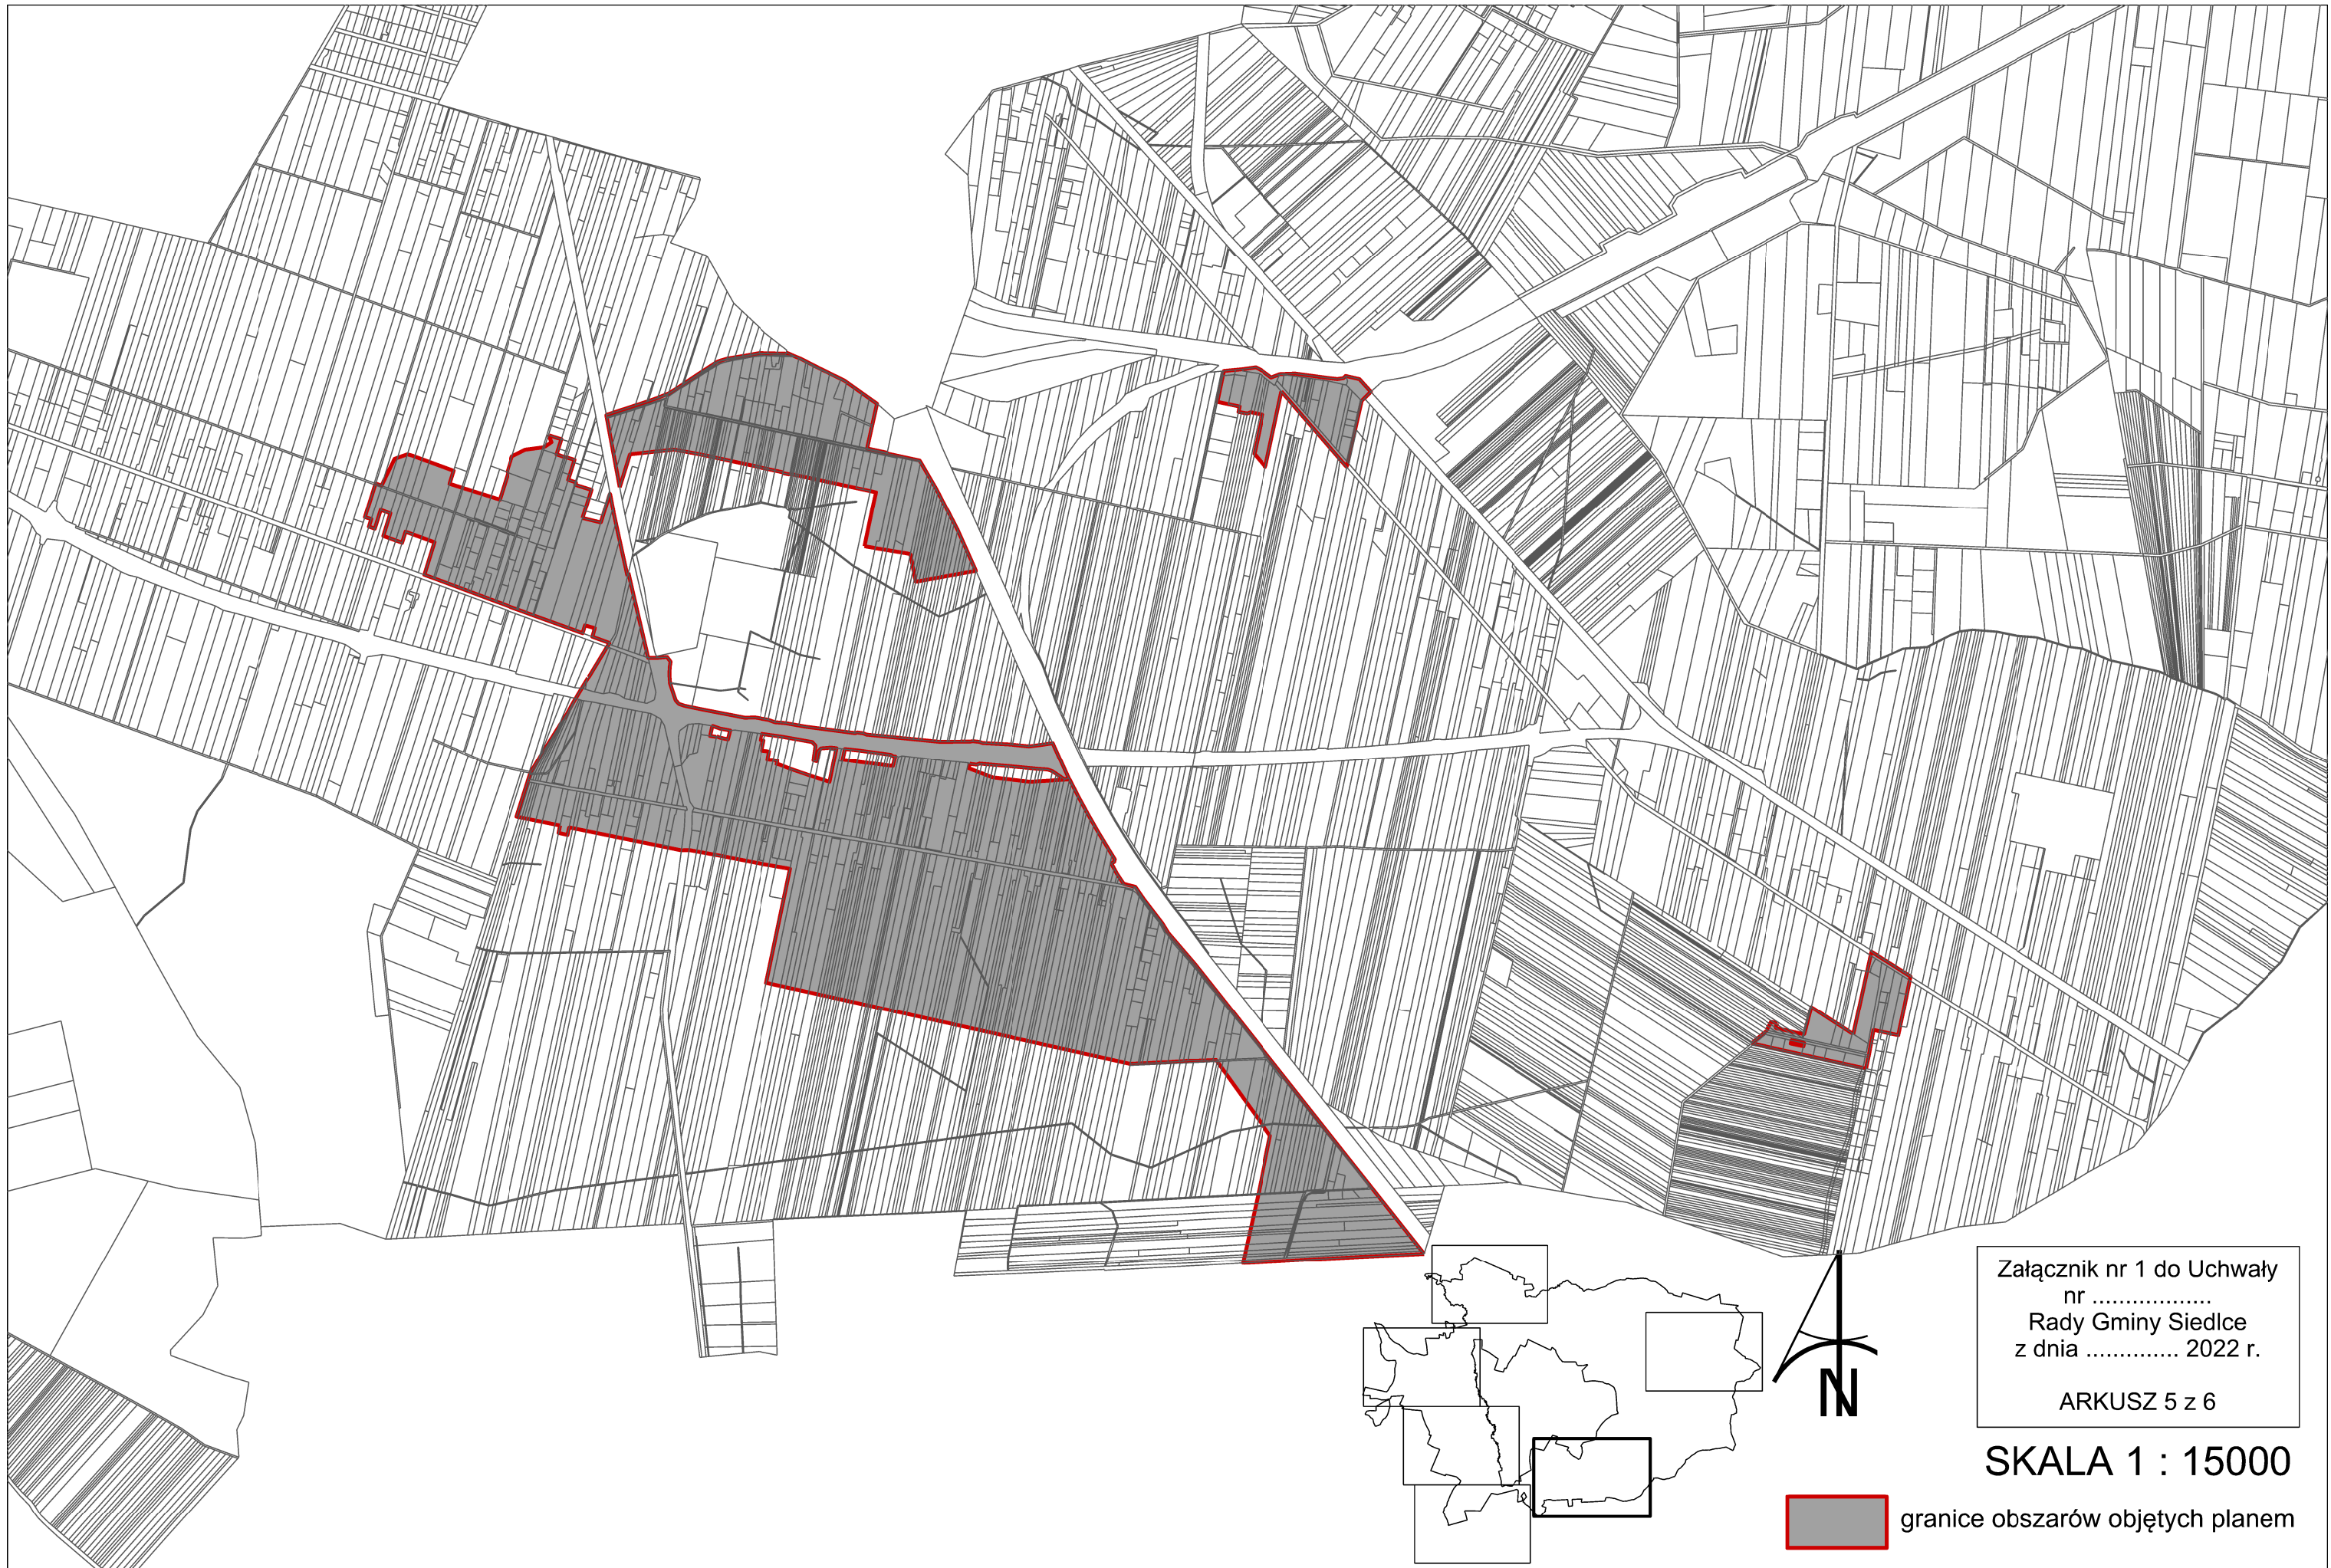 Załącznik nr 1 do Uchwały
nr ..................
Rady Gminy Siedlce
z dnia .............. 2022 r.
ARKUSZ 5 z 6
N
SKALA 1 : 15000
granice obszarów objętych planem